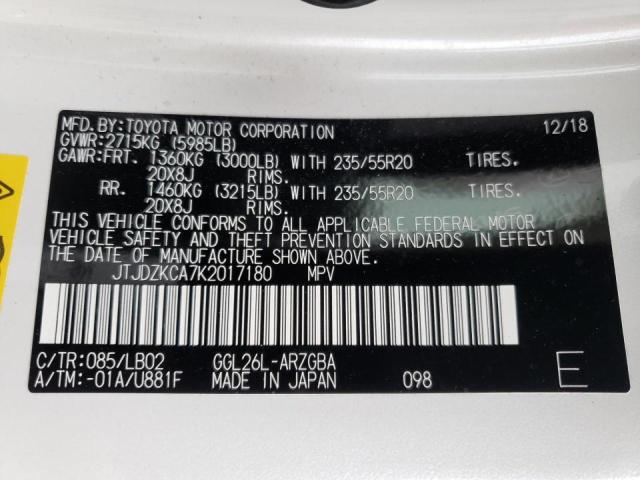 MFD.BY:TOYOTA MOTOR CORPORATION 12/18
GVWR:2715KG (5985LB)
GAWR:FRT. 1360KG (3000LB) WITH 235/55R20 TIRES.
20X8J RIMS.
RR. 1460KG (3215LB) WITH 235/55R20 TIRES.
20X8J RIMS.
THIS VEHICLE CONFORMS TO ALL APPLICABLE FEDERAL MOTOR
VEHICLE SAFETY AND THEFT PREVENTION STANDARDS IN EFFECT ON
THE DATE OF MANUFACTURE SHOWN ABOVE.
JTJDZKCA7K2017180 MPV
C/TR:085/LB02 GGL26L-ARZGBA
A/TM:-01A/U881F MADE IN JAPAN 098 E